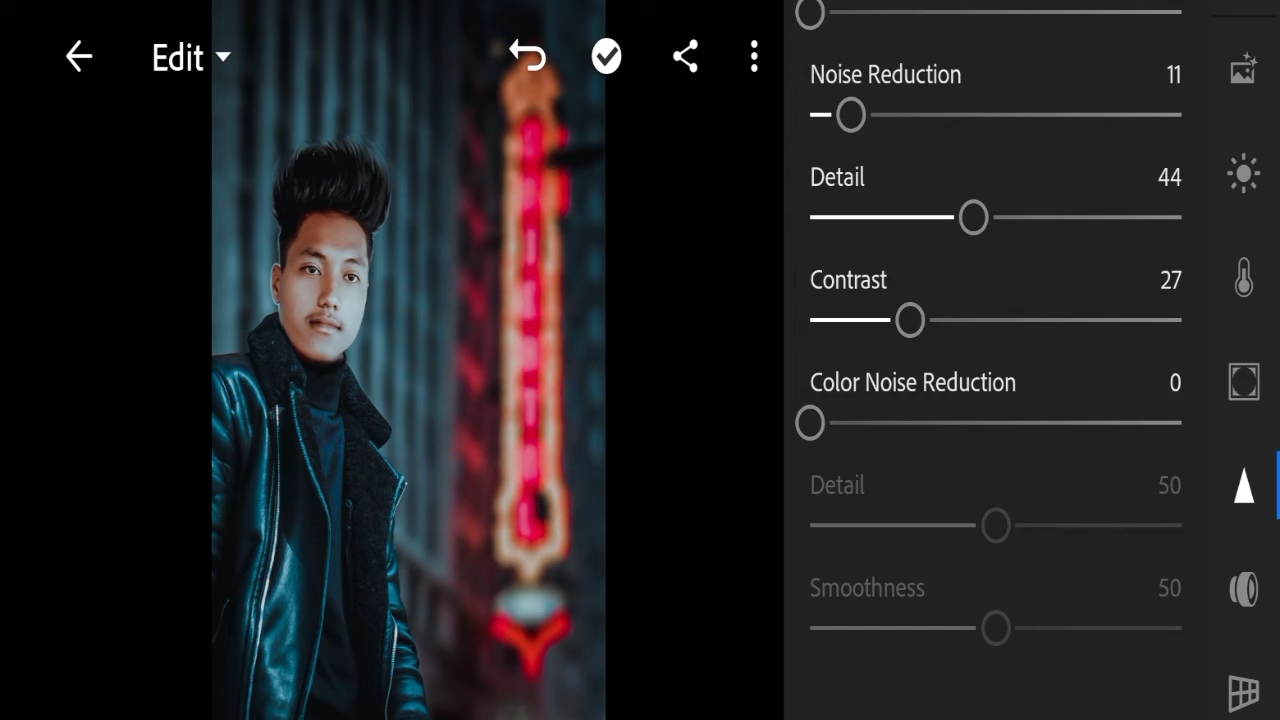 Edit
Noise Reduction 11
Detail 44
Contrast 27
Color Noise Reduction 0
Detail 50
Smoothness 50